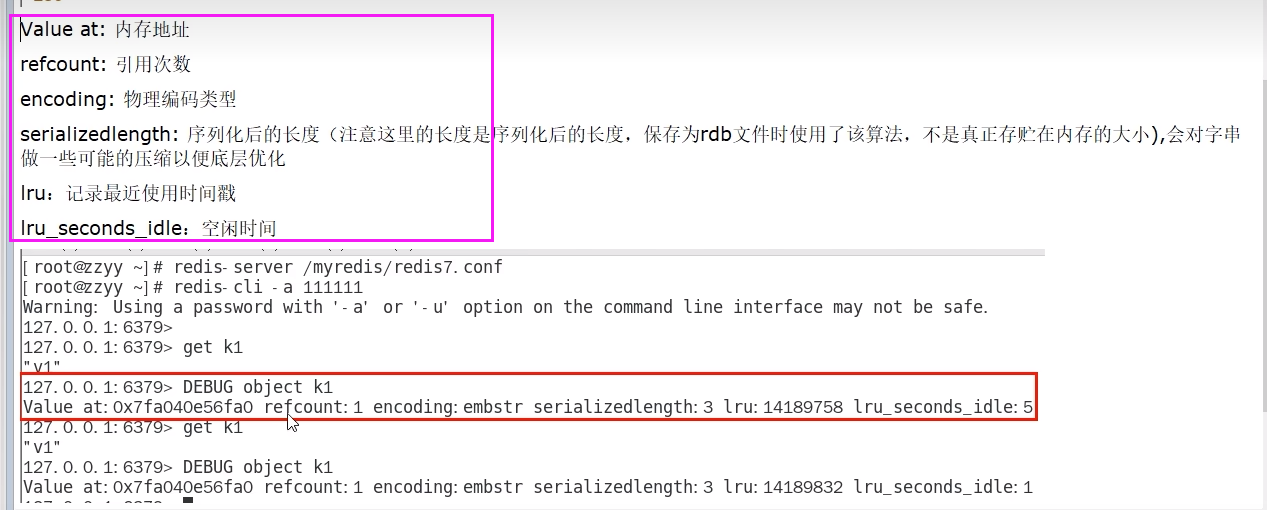 Value at: 内存地址
refcount: 引用次数
encoding: 物理编码类型
serializedlength: 序列化后的长度（注意这里的长度是序列化后的长度，保存为rdb文件时使用了该算法，不是真正存贮在内存的大小),会对字串
做一些可能的压缩以便底层优化
lru：记录最近使用时间戳
lru_seconds_idle：空闲时间
[root@zzyy ~]# redis-server /myredis/redis7.conf
[root@zzyy ~]# redis-cli -a 111111
Warning: Using a password with '-a' or '-u' option on the command line interface may not be safe.
127.0.0.1:6379>
127.0.0.1:6379> get k1
"v1"
127.0.0.1:6379> DEBUG object k1
Value at:0x7fa040e56fa0 refcount:1 encoding:embstr serializedlength:3 lru:14189758 lru_seconds_idle:5
127.0.0.1:6379> get k1
"v1"
127.0.0.1:6379> DEBUG object k1
Value at:0x7fa040e56fa0 refcount:1 encoding:embstr serializedlength:3 lru:14189832 lru_seconds_idle:1